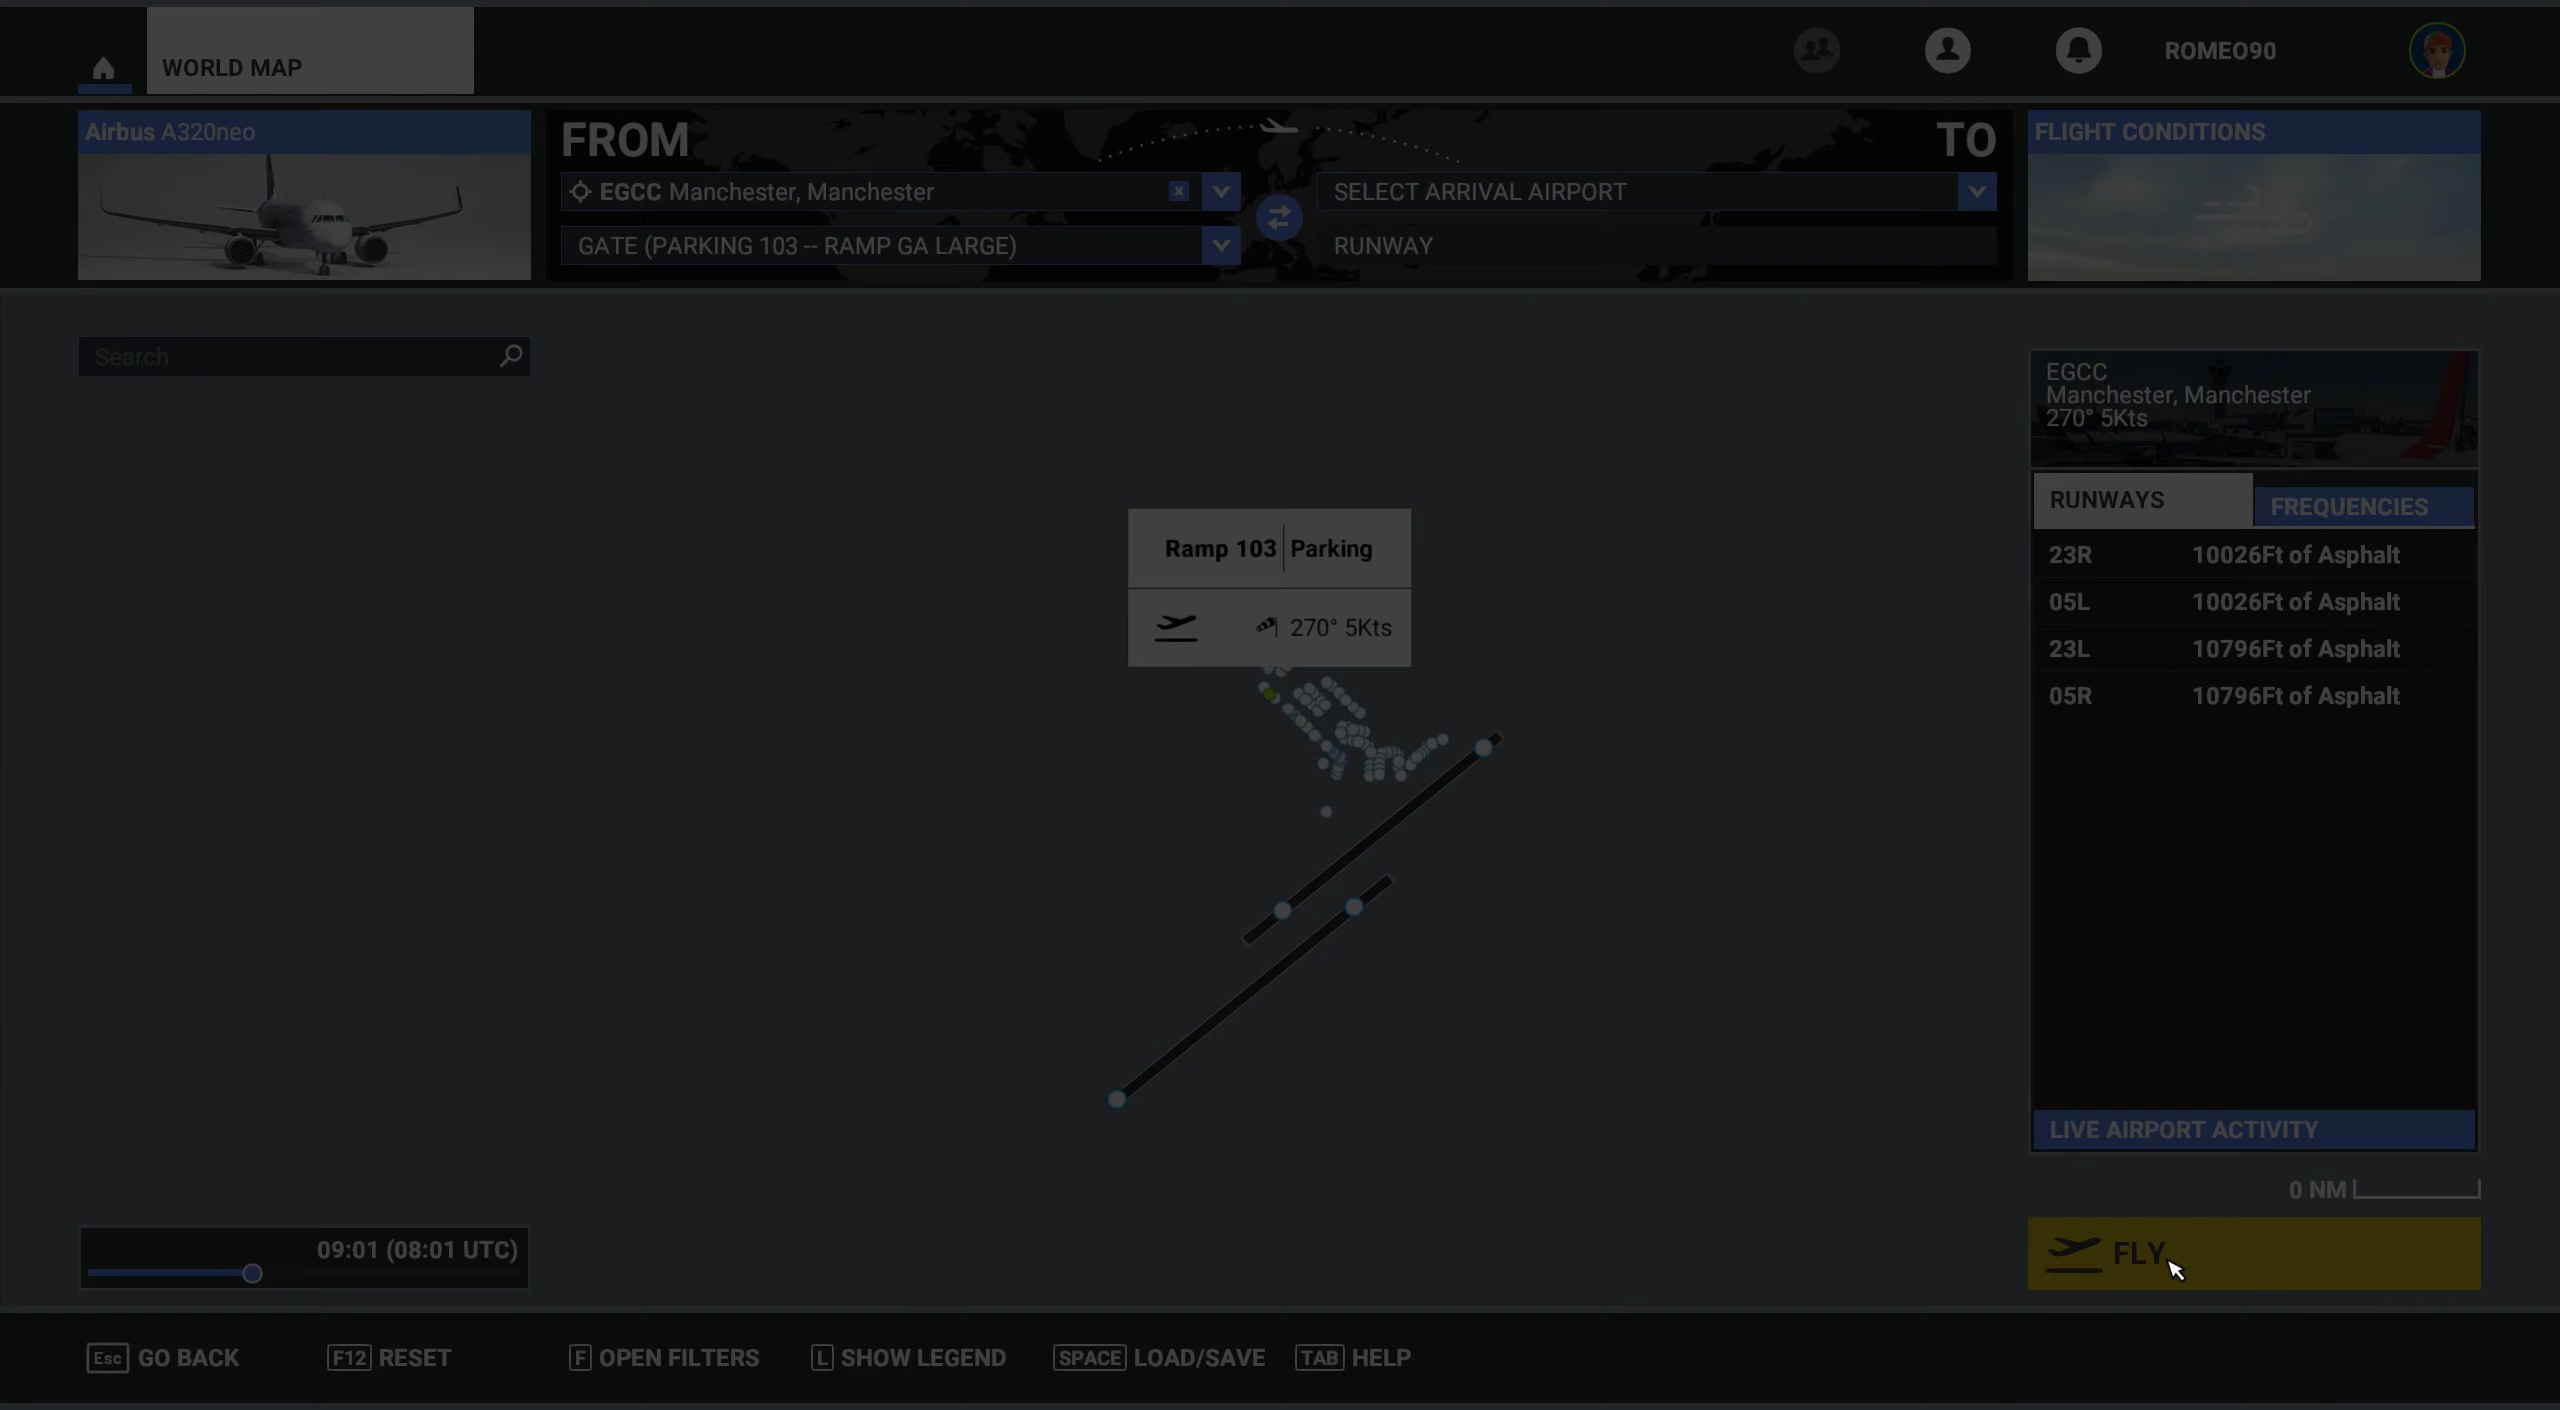 WORLD MAP
ROMEO90
Airbus A320neo
FROM
TO
EGCC Manchester, Manchester
SELECT ARRIVAL AIRPORT
GATE (PARKING 103 -- RAMP GA LARGE)
RUNWAY
FLIGHT CONDITIONS
Search
EGCC
Manchester, Manchester
270° 5Kts
RUNWAYS
FREQUENCIES
23R 10026Ft of Asphalt
05L 10026Ft of Asphalt
23L 10796Ft of Asphalt
05R 10796Ft of Asphalt
Ramp 103 Parking
270° 5Kts
LIVE AIRPORT ACTIVITY
0 NM
09:01 (08:01 UTC)
FLY
Esc GO BACK
F12 RESET
F OPEN FILTERS
L SHOW LEGEND
SPACE LOAD/SAVE
TAB HELP